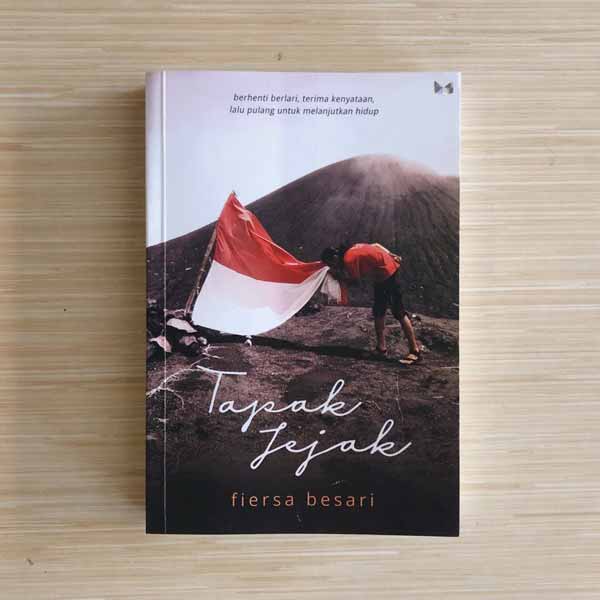 berhenti berlari, terima kenyataan,
lalu pulang untuk melanjutkan hidup
Tapak
Jejak
fiersa besari